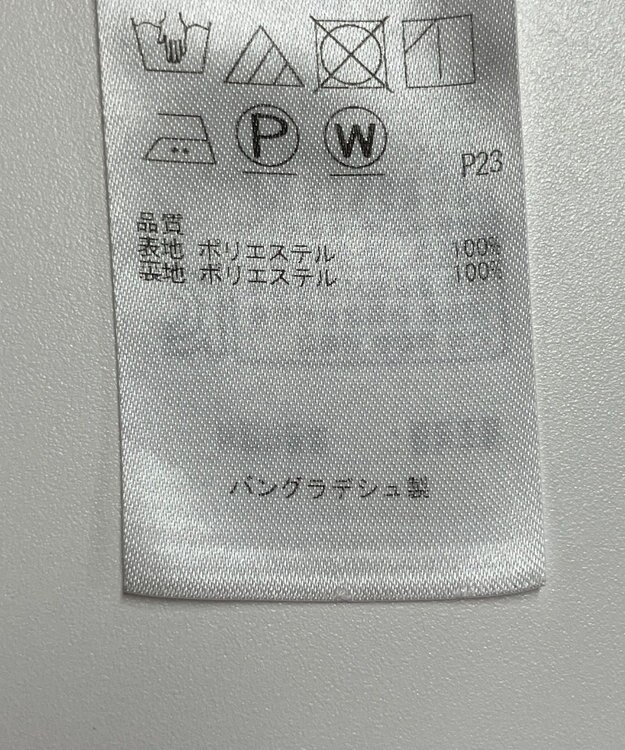 P
W
P23
品質
表地 ポリエステル 100%
裏地 ポリエステル 100%
バングラデシュ製